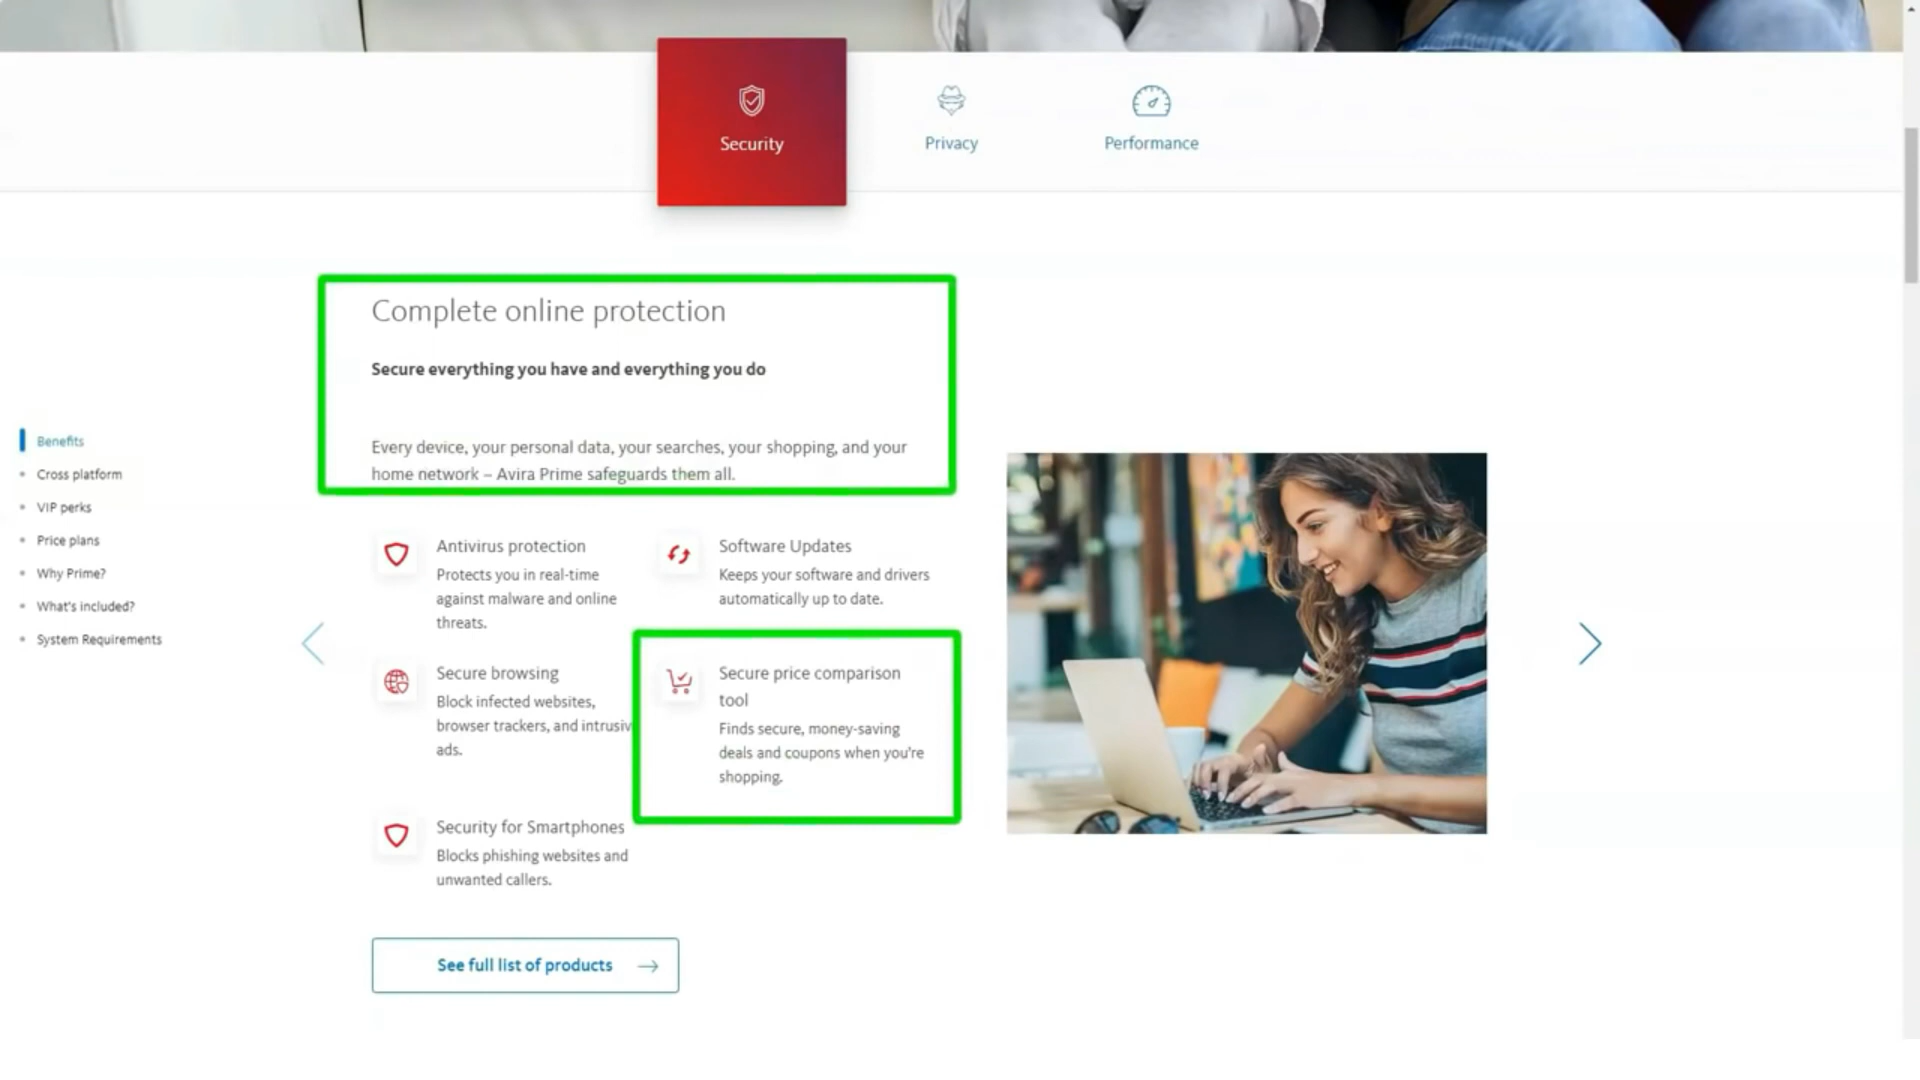 Security
Privacy
Performance
Complete online protection
Secure everything you have and everything you do
Every device, your personal data, your searches, your shopping, and your
home network – Avira Prime safeguards them all.
Benefits
Cross platform
VIP perks
Price plans
Why Prime?
What's included?
System Requirements
Antivirus protection
Protects you in real-time
against malware and online
threats.
Software Updates
Keeps your software and drivers
automatically up to date.
Secure browsing
Block infected websites,
browser trackers, and intrusiv
ads.
Secure price comparison
tool
Finds secure, money-saving
deals and coupons when you're
shopping.
Security for Smartphones
Blocks phishing websites and
unwanted callers.
See full list of products